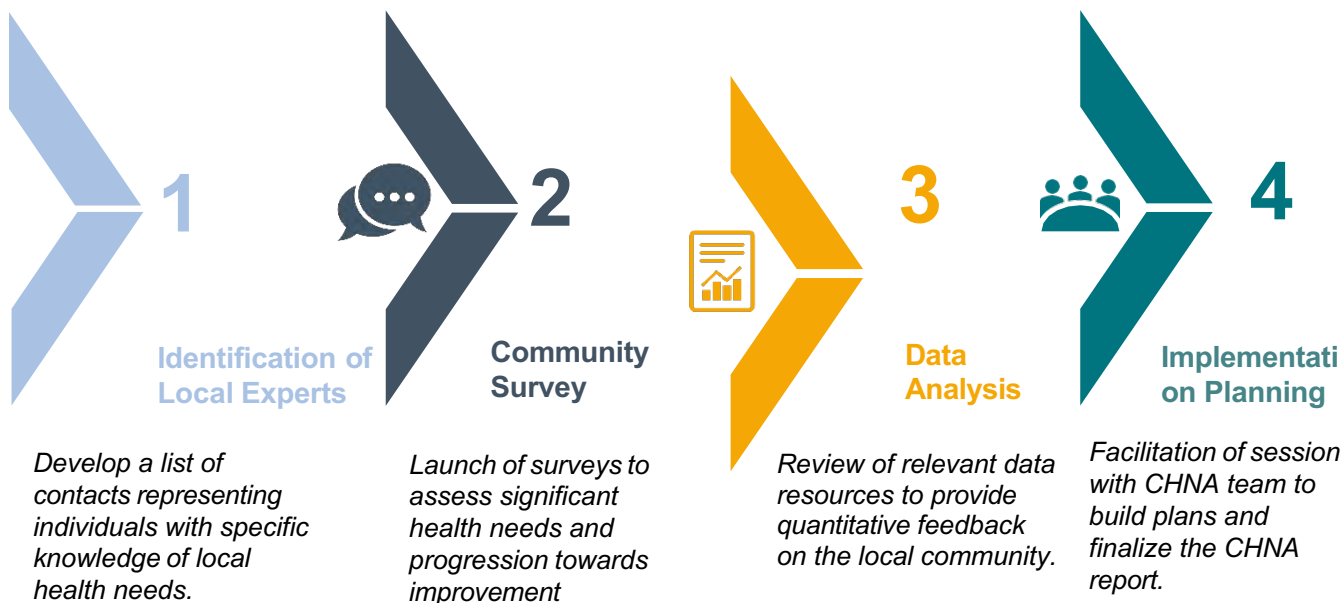 1
Identification of
Local Experts
Develop a list of
contacts representing
individuals with specific
knowledge of local
health needs.
2
Community
Survey
Launch of surveys to
assess significant
health needs and
progression towards
improvement
3
Data
Analysis
Review of relevant data
resources to provide
quantitative feedback
on the local community.
4
Implementati
on Planning
Facilitation of session
with CHNA team to
build plans and
finalize the CHNA
report.